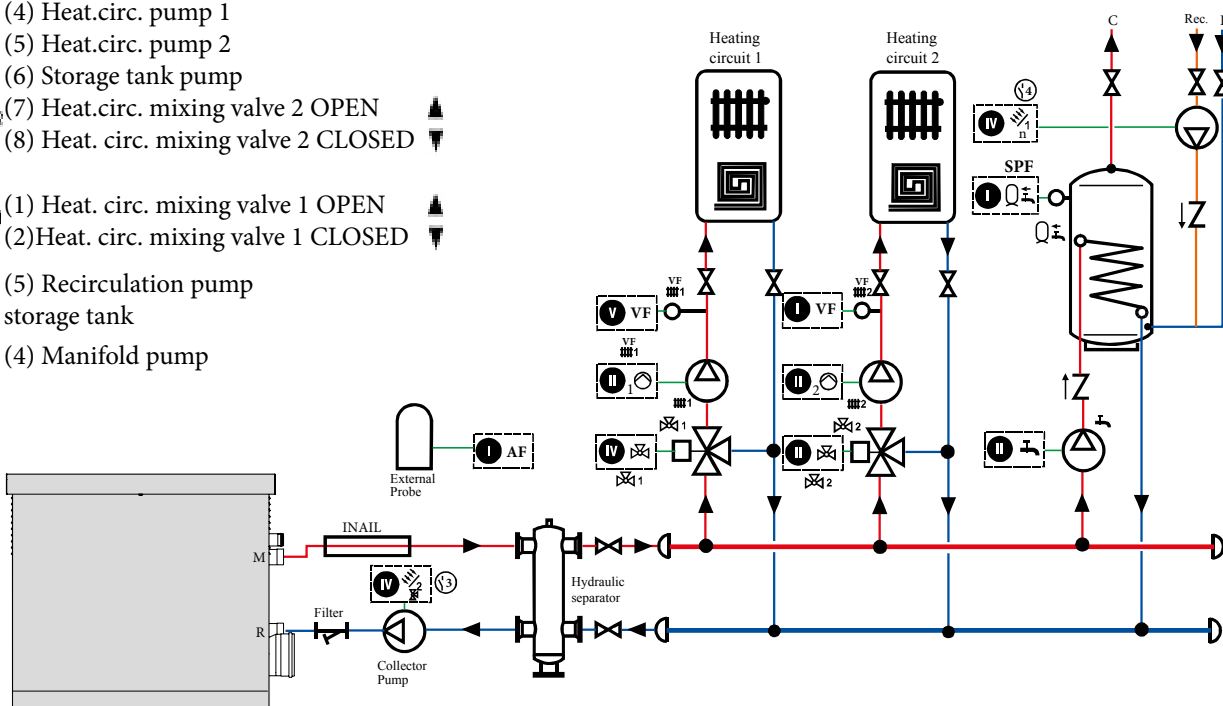 (4) Heat.circ. pump 1
(5) Heat.circ. pump 2
(6) Storage tank pump
(7) Heat.circ. mixing valve 2 OPEN
(8) Heat. circ. mixing valve 2 CLOSED
(1) Heat. circ. mixing valve 1 OPEN
(2)Heat. circ. mixing valve 1 CLOSED
(5) Recirculation pump
storage tank
(4) Manifold pump
Heating
circuit 1
Heating
circuit 2
C
Rec.
4
IV 1
n
SPF
I
VF
1
V VF
VF
1
VF
2
I VF
II 1
1
II 2
2
1
IV
1
2
II
2
II
I AF
External
Probe
INAIL
M
IV 2
3
Hydraulic
separator
Filter
R
Collector
Pump